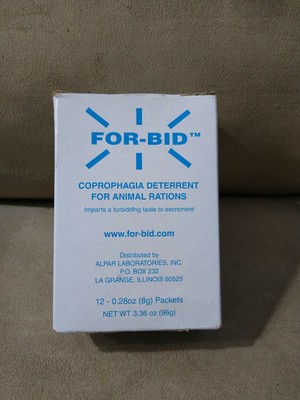 FOR-BID™
COPROPHAGIA DETERRENT
FOR ANIMAL RATIONS
Imparts a forbidding taste to excrement
www.for-bid.com
Distributed by
ALPAR LABORATORIES, INC.
P.O. BOX 232
LA GRANGE, ILLINOIS 60525
12 - 0.28oz (8g) Packets
NET WT 3.36 oz (96g)